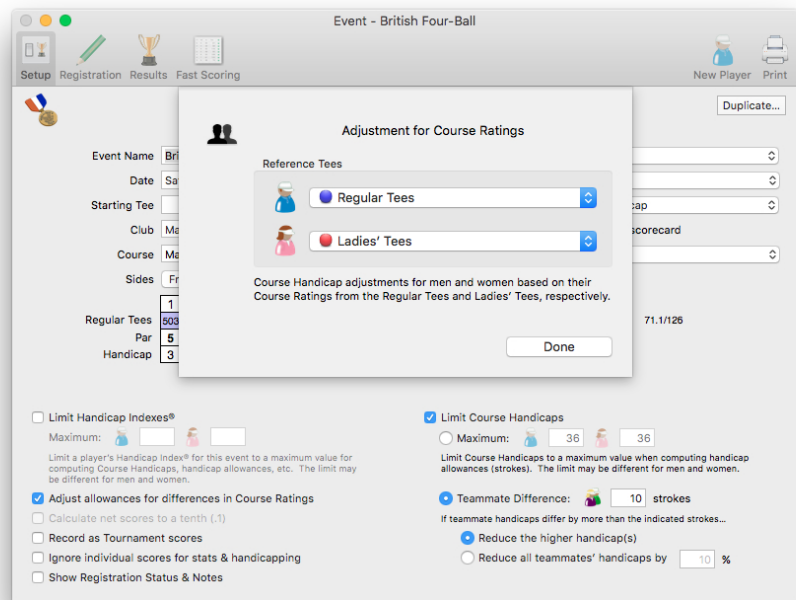 Event - British Four-Ball
Setup Registration Results Fast Scoring New Player Print
Duplicate...
Adjustment for Course Ratings
Reference Tees
Regular Tees
Ladies' Tees
Course Handicap adjustments for men and women based on their
Course Ratings from the Regular Tees and Ladies' Tees, respectively.
Done
Event Name Bri
Date Sa
Starting Tee cap
Club Ma scorecard
Course Ma
Sides Fr
1
Regular Tees 503 71.1/126
Par 5
Handicap 3
Limit Handicap Indexes®
Maximum:
Limit a player's Handicap Index® for this event to a maximum value for
computing Course Handicaps, handicap allowances, etc. The limit may
be different for men and women.
Adjust allowances for differences in Course Ratings
Calculate net scores to a tenth (.1)
Record as Tournament scores
Ignore individual scores for stats & handicapping
Show Registration Status & Notes
Limit Course Handicaps
Maximum: 36 36
Limit Course Handicaps to a maximum value when computing handicap
allowances (strokes). The limit may be different for men and women.
Teammate Difference: 10 strokes
If teammate handicaps differ by more than the indicated strokes...
Reduce the higher handicap(s)
Reduce all teammates' handicaps by 10 %